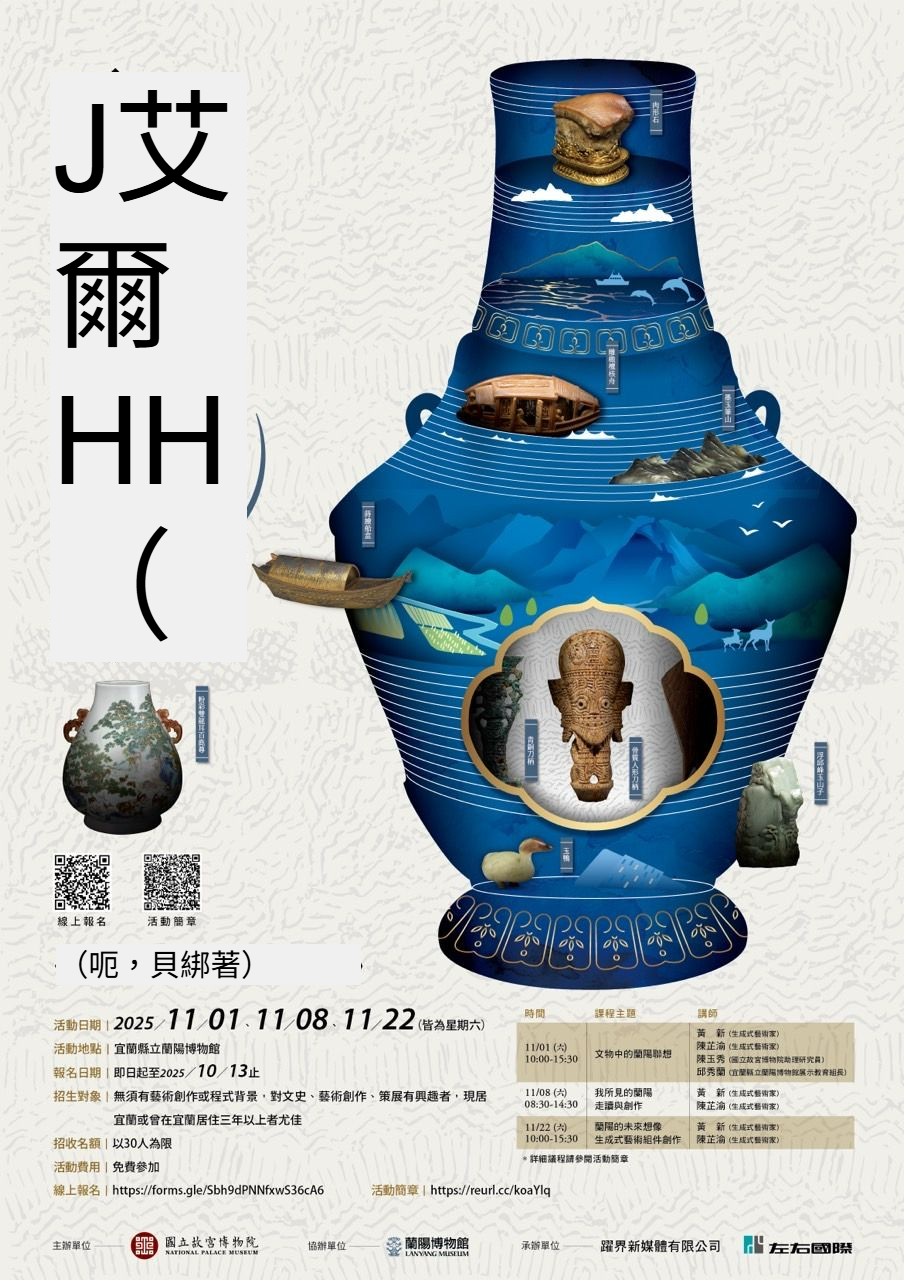 J艾
爾
HH
（
肉形石
雕橄欖核舟
墨玉筆山
蒔繪船盒
粉彩雙龍耳百鹿尊
青銅刀柄
骨質人形刀柄
浮邱峰玉山子
玉鴨
線上報名
活動簡章
（呃，貝綁著）
活動日期｜2025／11／01、11／08、11／22（皆為星期六）
活動地點｜宜蘭縣立蘭陽博物館
報名日期｜即日起至2025／10／13止
招生對象｜無須有藝術創作或程式背景，對文史、藝術創作、策展有興趣者，現居
宜蘭或曾在宜蘭居住三年以上者尤佳
招收名額｜以30人為限
活動費用｜免費參加
線上報名｜https://forms.gle/Sbh9dPNNfxwS36cA6
活動簡章｜https://reurl.cc/koaYlq
時間 課程主題 講師
11/01 (六)
10:00-15:30
文物中的蘭陽聯想
黃　新（生成式藝術家）
陳芷渝（生成式藝術家）
陳玉秀（國立故宮博物院助理研究員）
邱秀蘭（宜蘭縣立蘭陽博物館展示教育組長）
11/08 (六)
08:30-14:30
我所見的蘭陽
走讀與創作
黃　新（生成式藝術家）
陳芷渝（生成式藝術家）
11/22 (六)
10:00-15:30
蘭陽的未來想像
生成式藝術組件創作
黃　新（生成式藝術家）
陳芷渝（生成式藝術家）
* 詳細議程請參閱活動簡章
主辦單位
國立故宮博物院
NATIONAL PALACE MUSEUM
協辦單位
蘭陽博物館
LANYANG MUSEUM
承辦單位
躍界新媒體有限公司
左右國際